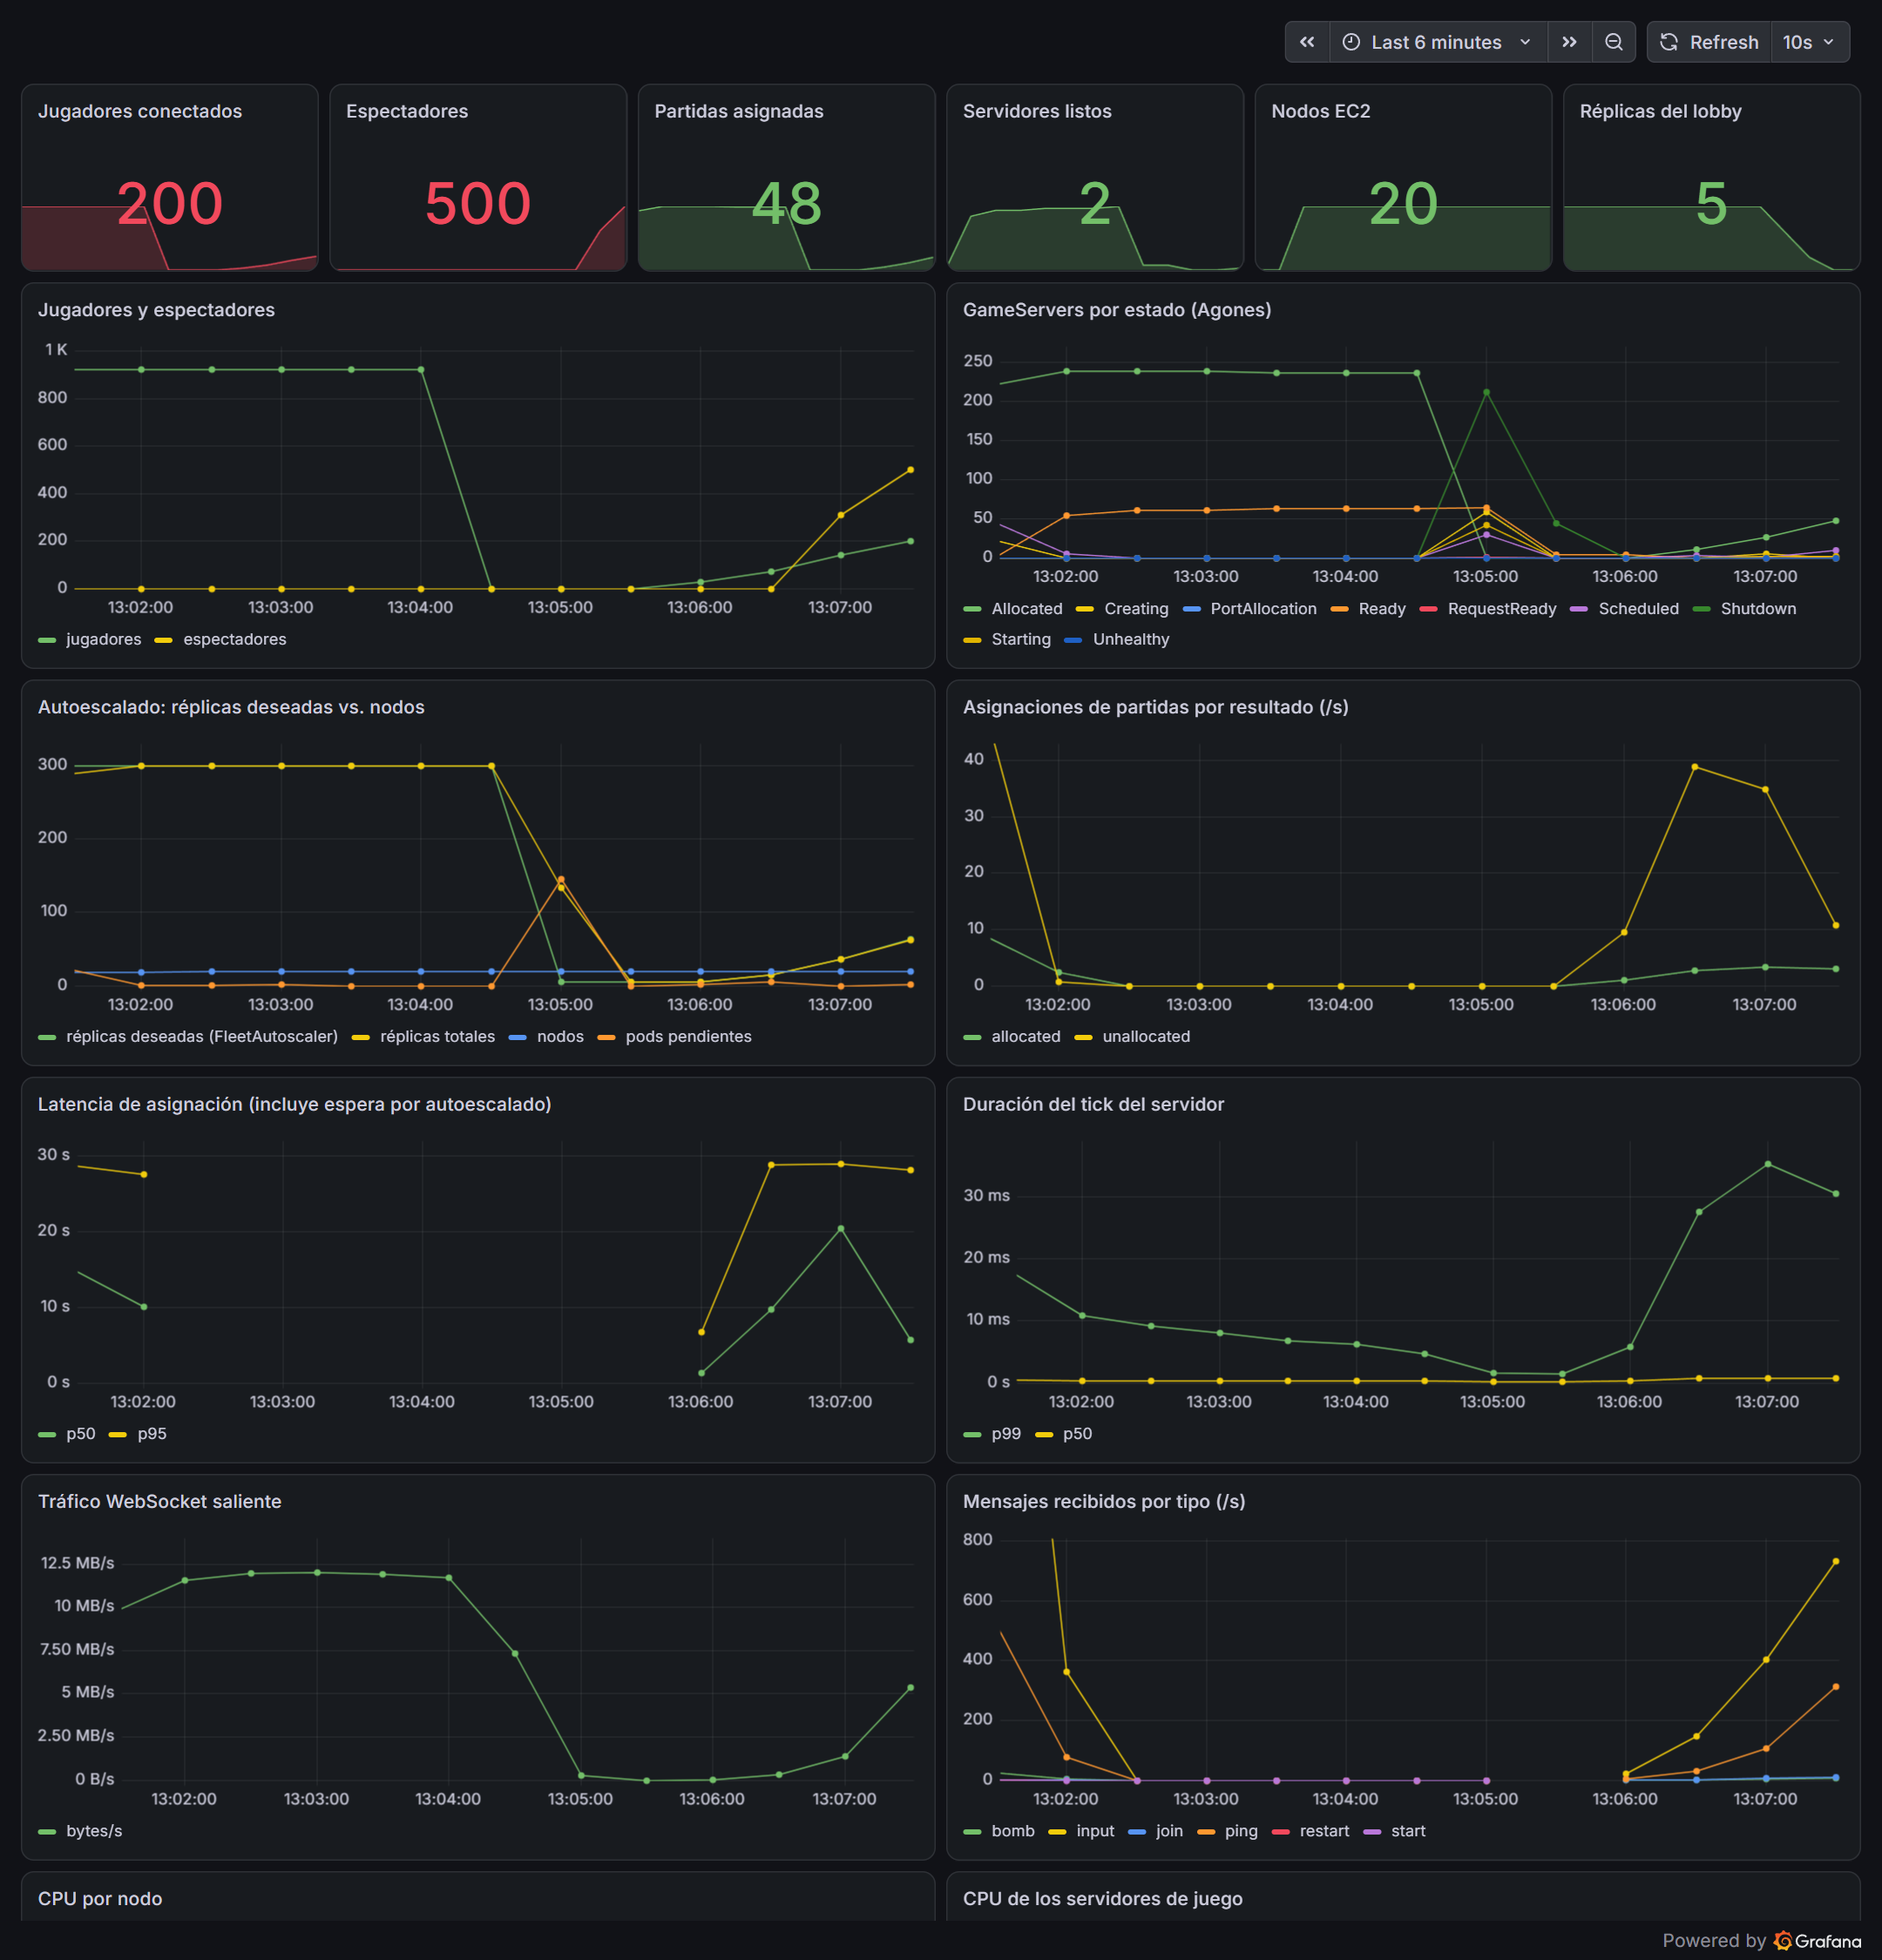 Last 6 minutes Refresh 10s
Jugadores conectados Espectadores Partidas asignadas Servidores listos Nodos EC2 Réplicas del lobby
200 500 48 2 20 5
Jugadores y espectadores
1 K
800
600
400
200
0
13:02:00 13:03:00 13:04:00 13:05:00 13:06:00 13:07:00
jugadores espectadores
GameServers por estado (Agones)
250
200
150
100
50
0
13:02:00 13:03:00 13:04:00 13:05:00 13:06:00 13:07:00
Allocated Creating PortAllocation Ready RequestReady Scheduled Shutdown
Starting Unhealthy
Autoescalado: réplicas deseadas vs. nodos
300
200
100
0
13:02:00 13:03:00 13:04:00 13:05:00 13:06:00 13:07:00
réplicas deseadas (FleetAutoscaler) réplicas totales nodos pods pendientes
Asignaciones de partidas por resultado (/s)
40
30
20
10
0
13:02:00 13:03:00 13:04:00 13:05:00 13:06:00 13:07:00
allocated unallocated
Latencia de asignación (incluye espera por autoescalado)
30 s
20 s
10 s
0 s
13:02:00 13:03:00 13:04:00 13:05:00 13:06:00 13:07:00
p50 p95
Duración del tick del servidor
30 ms
20 ms
10 ms
0 s
13:02:00 13:03:00 13:04:00 13:05:00 13:06:00 13:07:00
p99 p50
Tráfico WebSocket saliente
12.5 MB/s
10 MB/s
7.50 MB/s
5 MB/s
2.50 MB/s
0 B/s
13:02:00 13:03:00 13:04:00 13:05:00 13:06:00 13:07:00
bytes/s
Mensajes recibidos por tipo (/s)
800
600
400
200
0
13:02:00 13:03:00 13:04:00 13:05:00 13:06:00 13:07:00
bomb input join ping restart start
CPU por nodo
CPU de los servidores de juego
Powered by Grafana